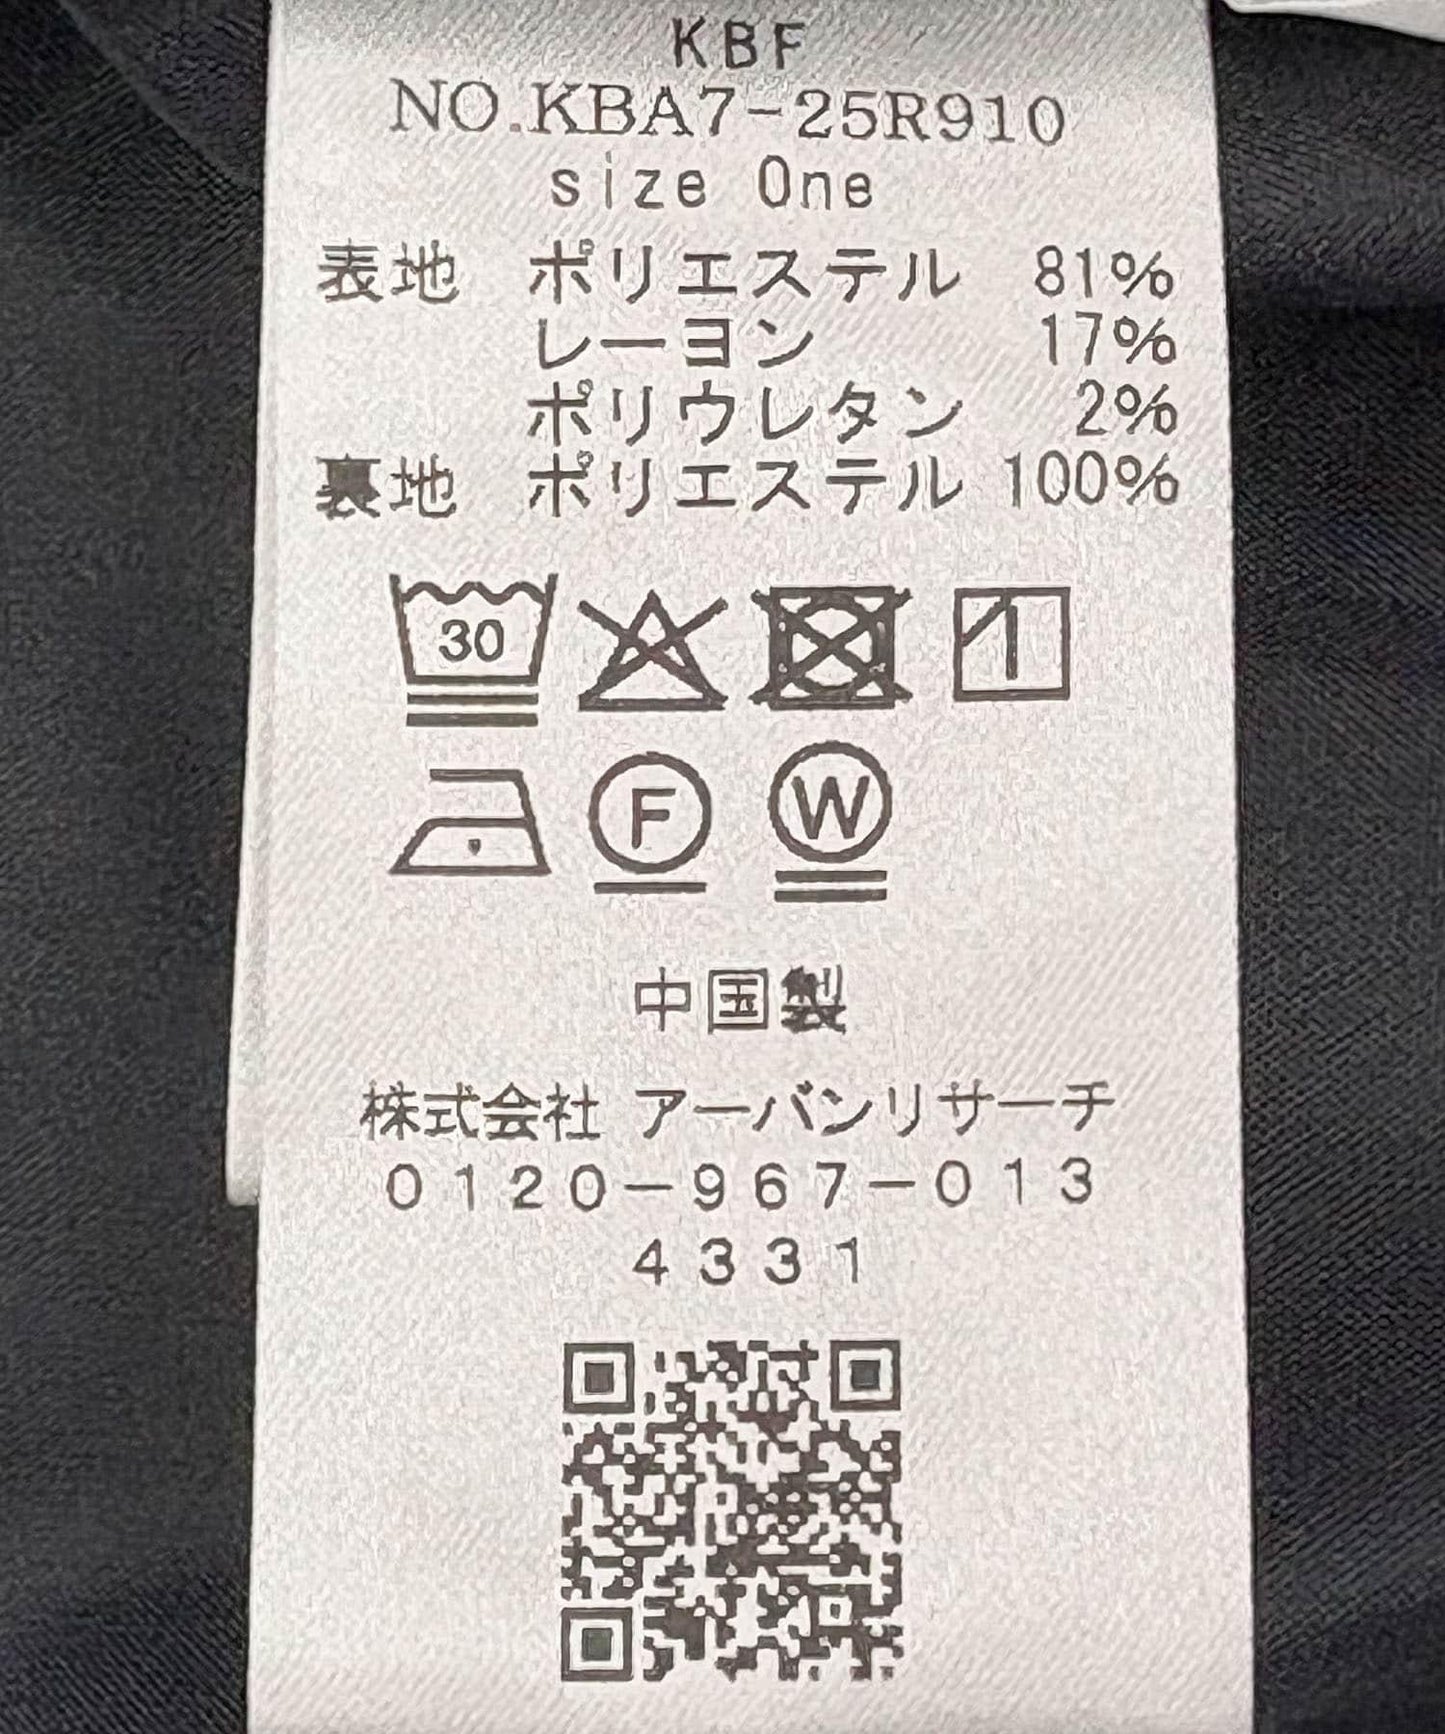 KBF
NO.KBA7-25R910
size One
表地 ポリエステル 81%
レーヨン 17%
ポリウレタン 2%
裏地 ポリエステル 100%
30
F W
中国製
株式会社 アーバンリサーチ
0120-967-013
4331